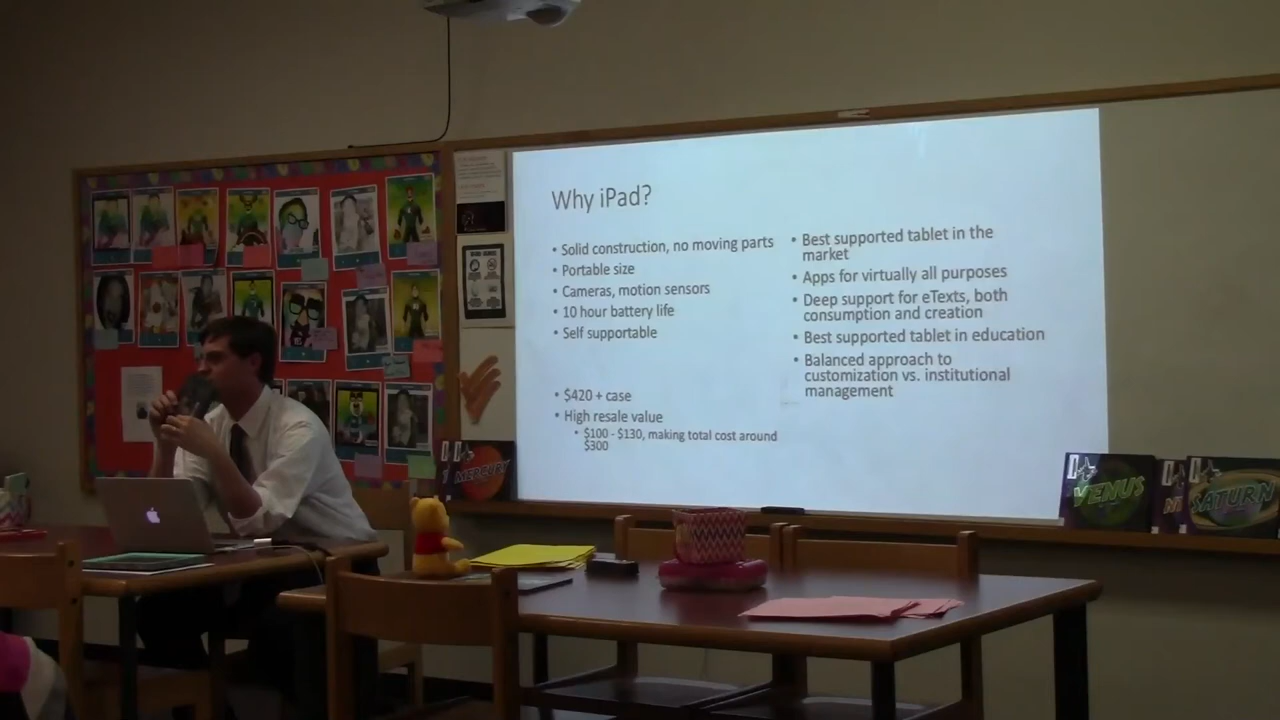 Why iPad?
• Solid construction, no moving parts
• Portable size
• Cameras, motion sensors
• 10 hour battery life
• Self supportable
• $420 + case
• High resale value
• $100 - $130, making total cost around
$300
• Best supported tablet in the
market
• Apps for virtually all purposes
• Deep support for eTexts, both
consumption and creation
• Best supported tablet in education
• Balanced approach to
customization vs. institutional
management
MERCURY
VENUS
SATURN